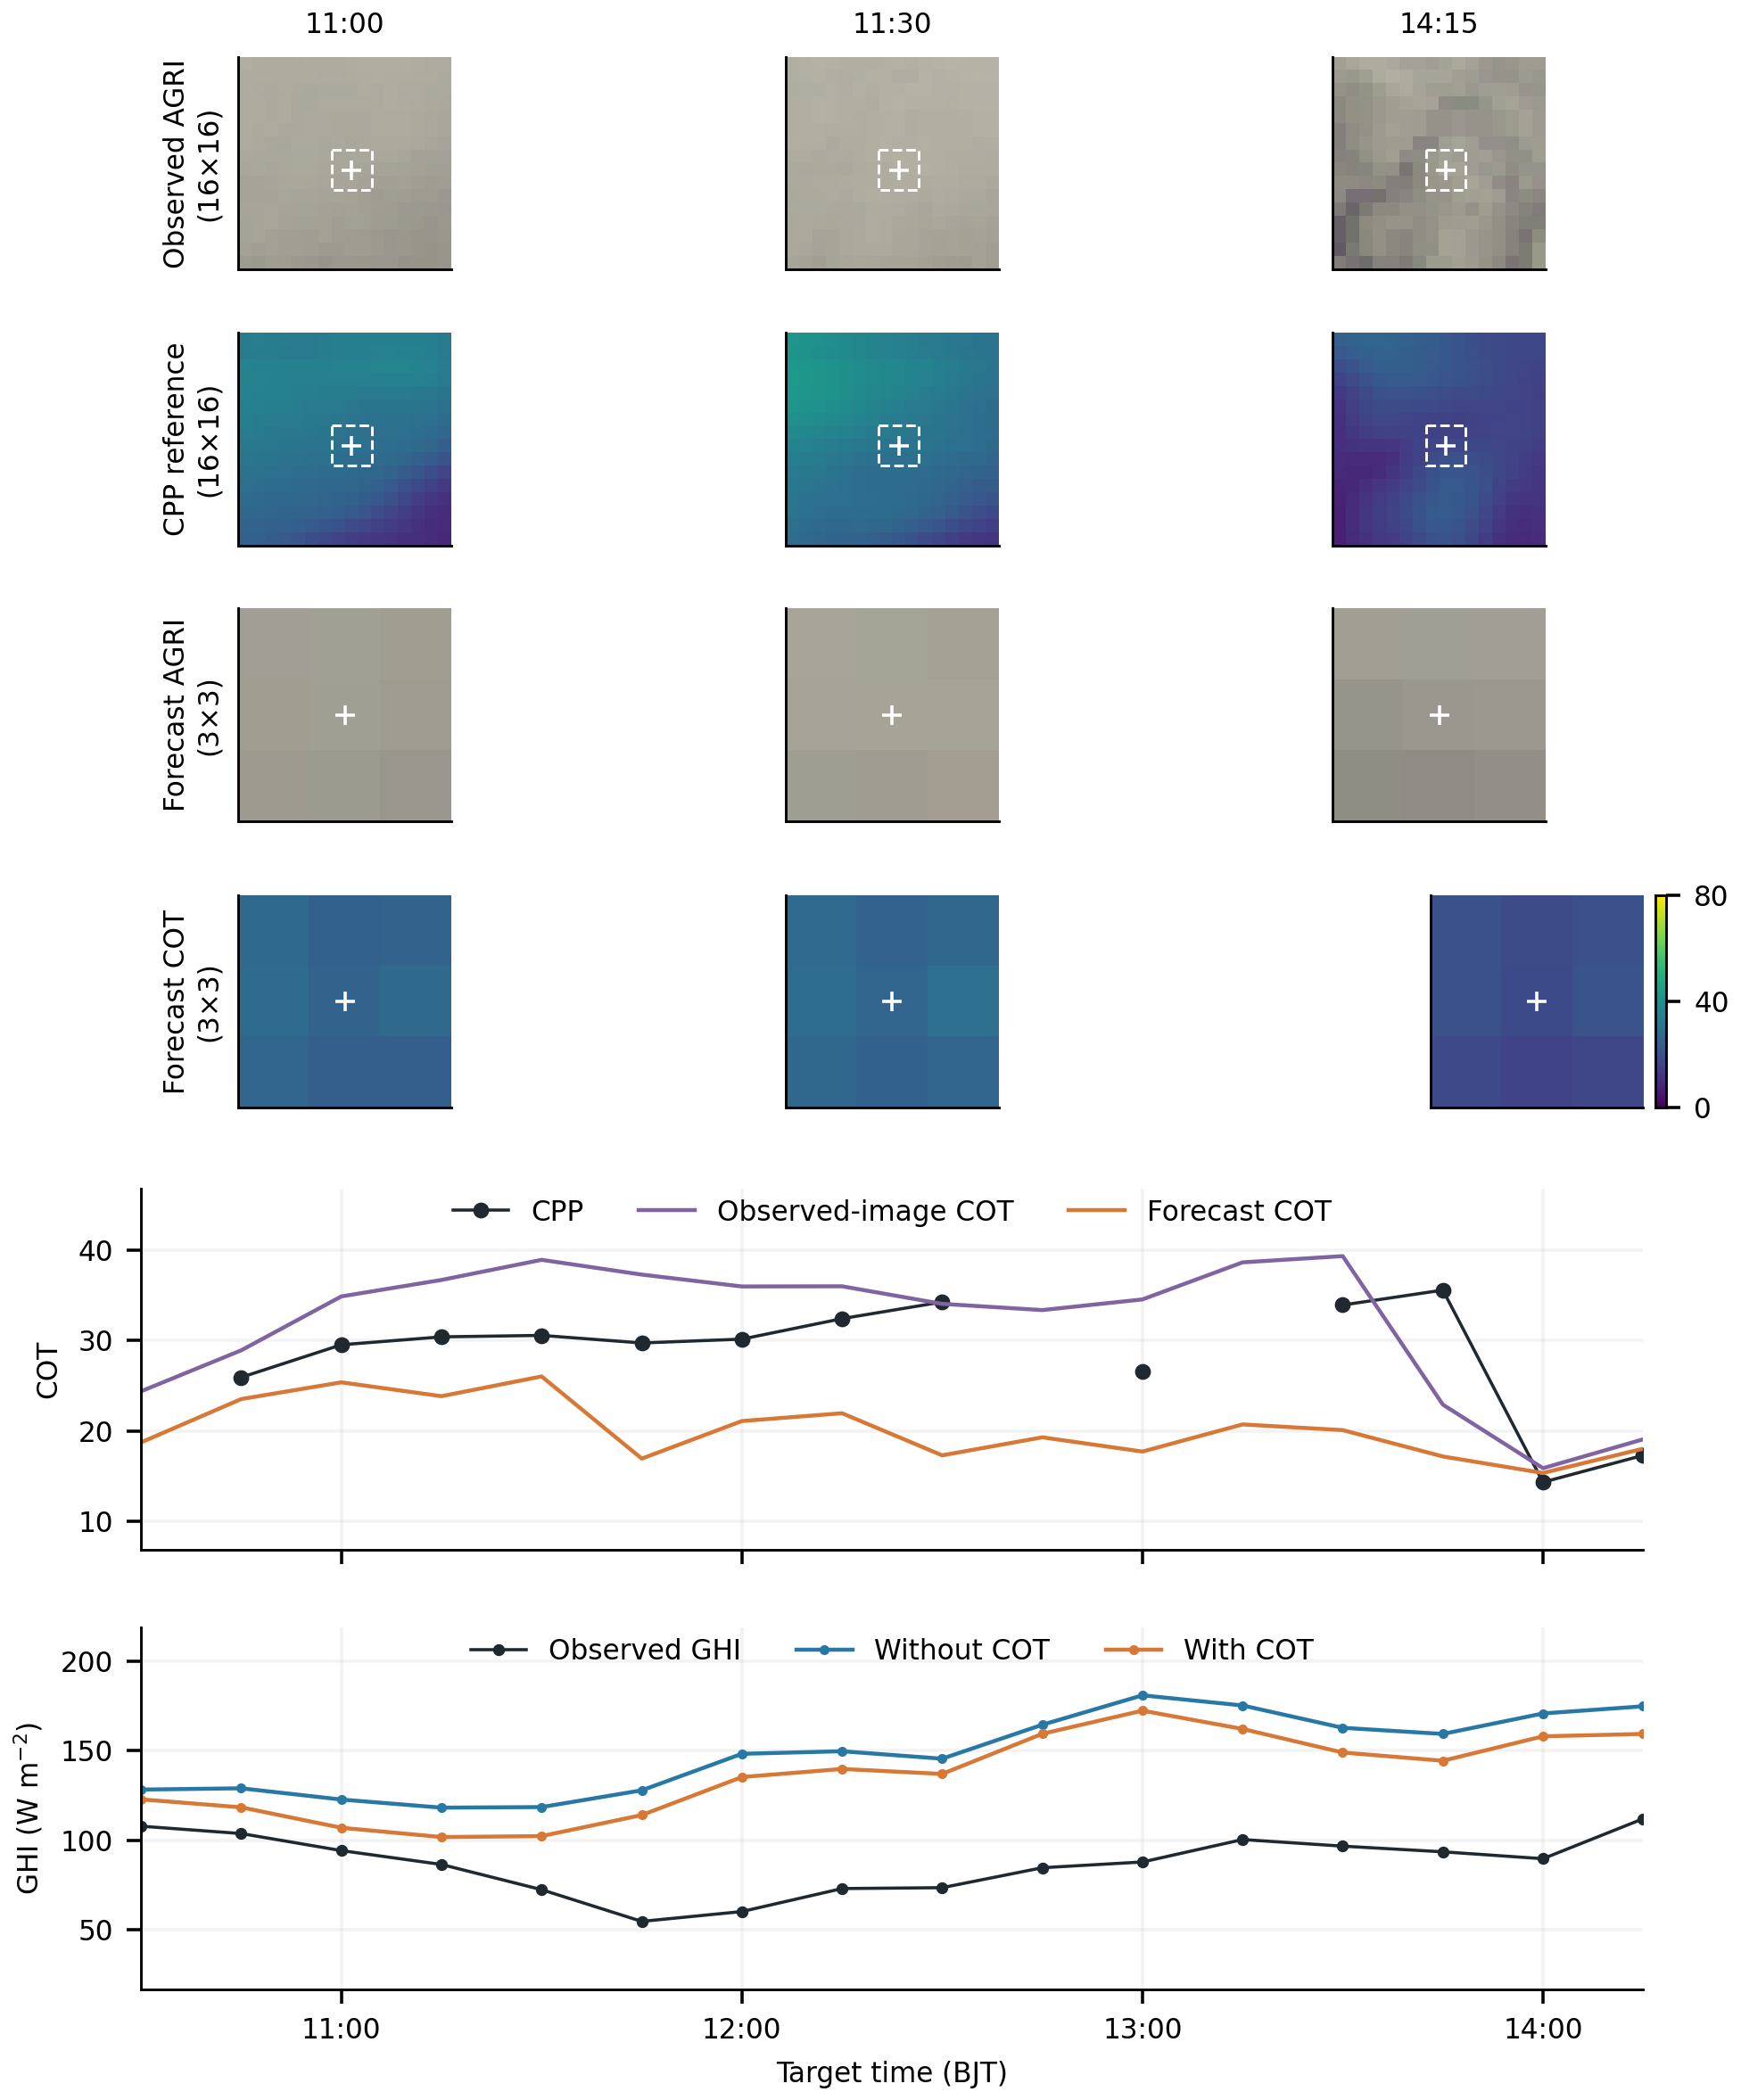 11:00 11:30 14:15
Observed AGRI
(16×16)
CPP reference
(16×16)
Forecast AGRI
(3×3)
Forecast COT
(3×3)
80
40
0
CPP Observed-image COT Forecast COT
COT
40
30
20
10
Observed GHI Without COT With COT
GHI (W m⁻²)
200
150
100
50
11:00 12:00 13:00 14:00
Target time (BJT)